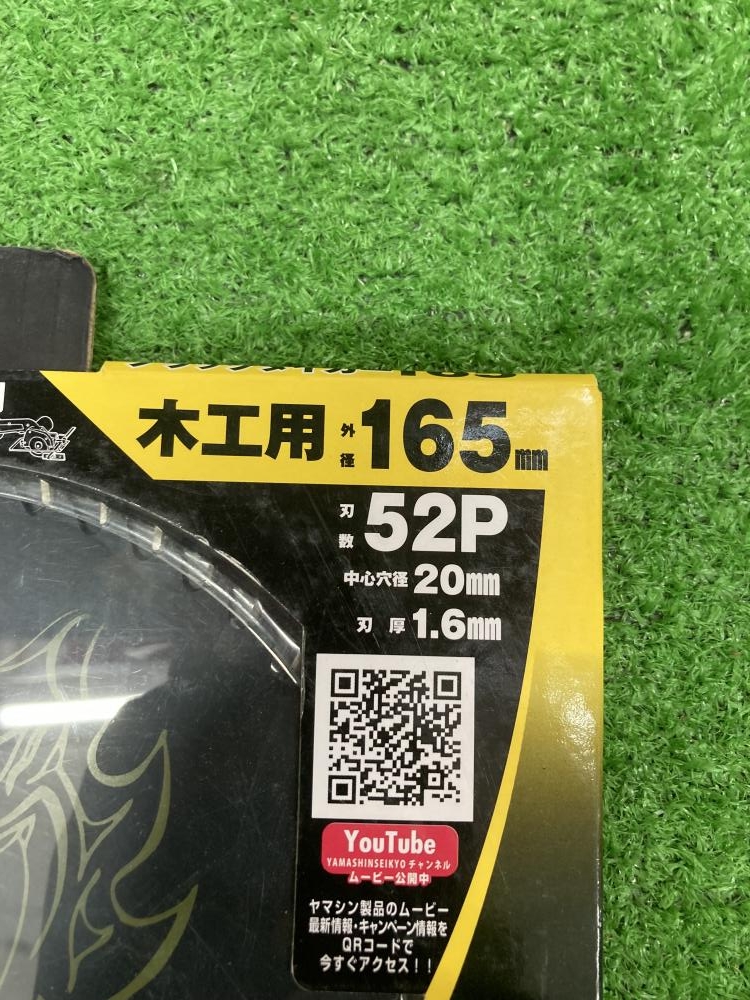 木工用 外径 165mm
刃数 52P
中心穴径 20mm
刃厚 1.6mm
YouTube
YAMASHINSEIKYO チャンネル
ムービー公開中
ヤマシン製品のムービー
最新情報・キャンペーン情報を
QRコードで
今すぐアクセス!!